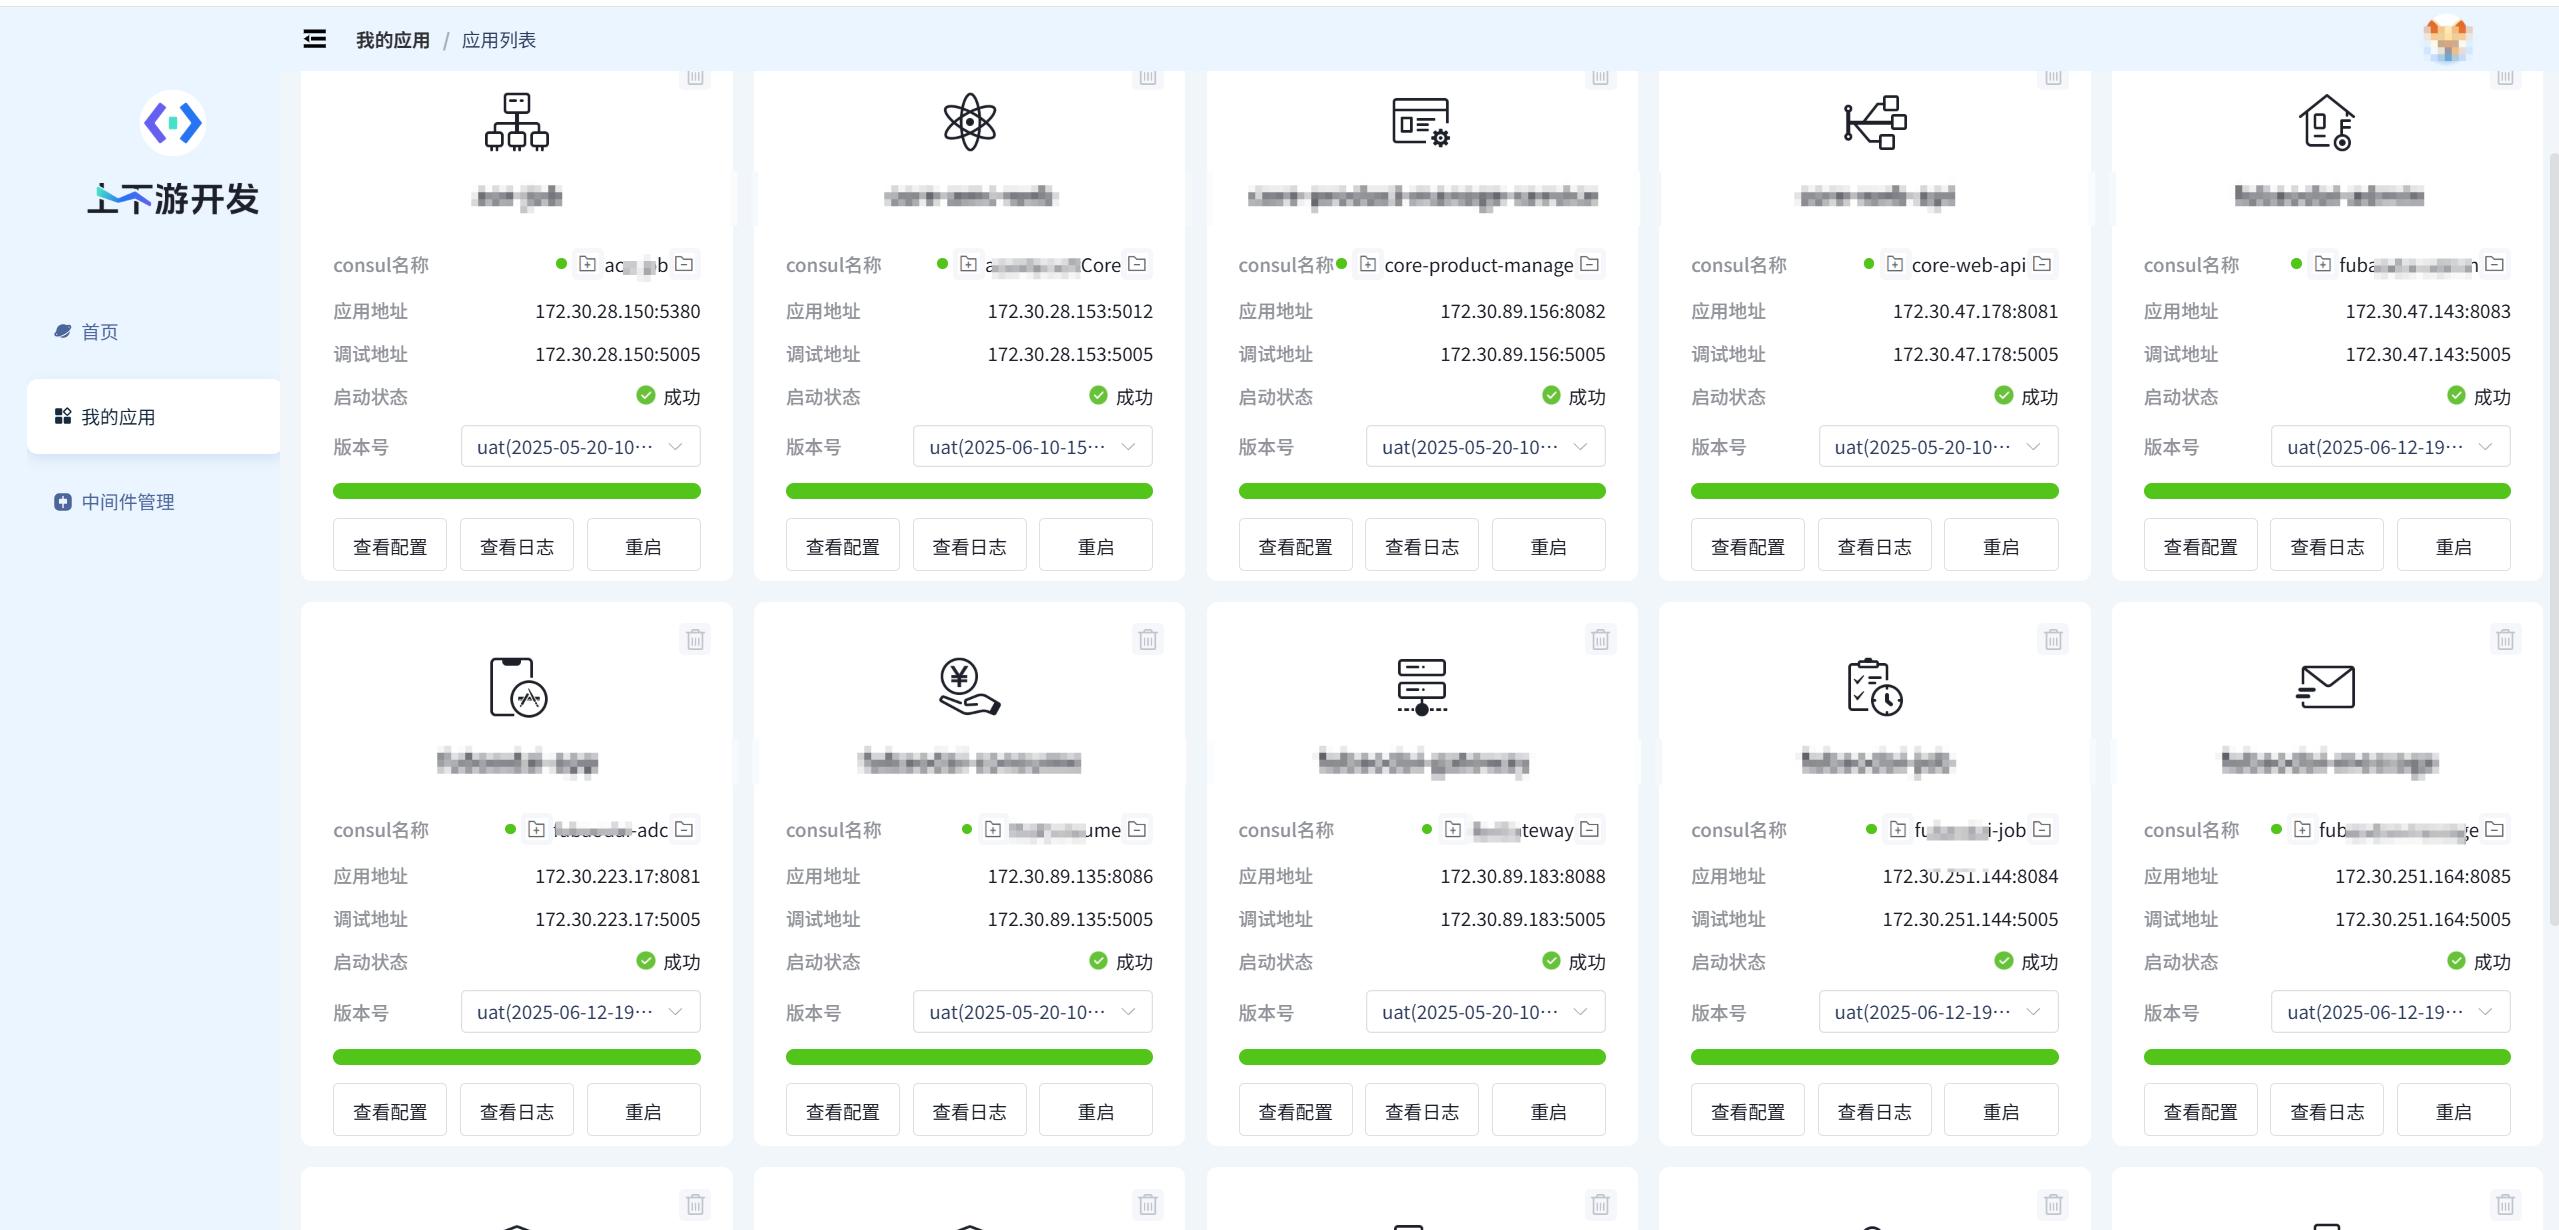 我的应用 / 应用列表
上下游开发
首页
我的应用
中间件管理
consul名称
应用地址 172.30.28.150:5380
调试地址 172.30.28.150:5005
启动状态 成功
版本号 uat(2025-05-20-10···
查看配置 查看日志 重启
consul名称 Core
应用地址 172.30.28.153:5012
调试地址 172.30.28.153:5005
启动状态 成功
版本号 uat(2025-06-10-15···
查看配置 查看日志 重启
consul名称 core-product-manage
应用地址 172.30.89.156:8082
调试地址 172.30.89.156:5005
启动状态 成功
版本号 uat(2025-05-20-10···
查看配置 查看日志 重启
consul名称 core-web-api
应用地址 172.30.47.178:8081
调试地址 172.30.47.178:5005
启动状态 成功
版本号 uat(2025-05-20-10···
查看配置 查看日志 重启
consul名称
应用地址 172.30.47.143:8083
调试地址 172.30.47.143:5005
启动状态 成功
版本号 uat(2025-06-12-19···
查看配置 查看日志 重启
consul名称 -adc
应用地址 172.30.223.17:8081
调试地址 172.30.223.17:5005
启动状态 成功
版本号 uat(2025-06-12-19···
查看配置 查看日志 重启
consul名称 ume
应用地址 172.30.89.135:8086
调试地址 172.30.89.135:5005
启动状态 成功
版本号 uat(2025-05-20-10···
查看配置 查看日志 重启
consul名称 teway
应用地址 172.30.89.183:8088
调试地址 172.30.89.183:5005
启动状态 成功
版本号 uat(2025-05-20-10···
查看配置 查看日志 重启
consul名称 i-job
应用地址 172.30.251.144:8084
调试地址 172.30.251.144:5005
启动状态 成功
版本号 uat(2025-06-12-19···
查看配置 查看日志 重启
consul名称
应用地址 172.30.251.164:8085
调试地址 172.30.251.164:5005
启动状态 成功
版本号 uat(2025-06-12-19···
查看配置 查看日志 重启